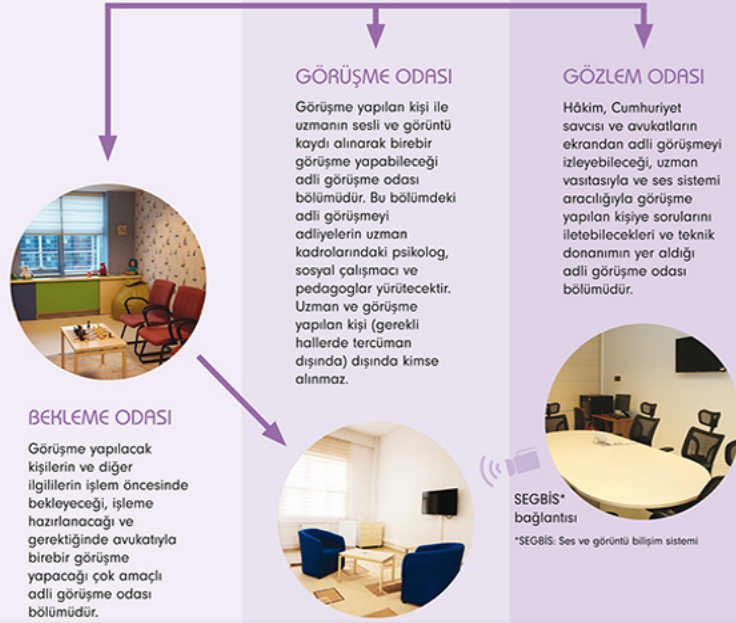 GÖRÜŞME ODASI
Görüşme yapılan kişi ile
uzmanın sesli ve görüntü
kaydı alınarak birebir
görüşme yapabileceği
adli görüşme odası
bölümüdür. Bu bölümdeki
adli görüşmeyi
adliyelerin uzman
kadrolarındaki psikolog,
sosyal çalışmacı ve
pedagoglar yürütecektir.
Uzman ve görüşme
yapılan kişi (gerekli
hallerde tercüman
dışında) dışında kimse
alınmaz.
GÖZLEM ODASI
Hâkim, Cumhuriyet
savcısı ve avukatların
ekrandan adli görüşmeyi
izleyebileceği, uzman
vasıtasıyla ve ses sistemi
aracılığıyla görüşme
yapılan kişiye sorularını
iletebilecekleri ve teknik
donanımın yer aldığı
adli görüşme odası
bölümüdür.
BEKLEME ODASI
Görüşme yapılacak
kişilerin ve diğer
ilgililerin işlem öncesinde
bekleyeceği, işleme
hazırlanacağı ve
gerektiğinde avukatıyla
birebir görüşme
yapacağı çok amaçlı
adli görüşme odası
bölümüdür.
SEGBİS*
bağlantısı
*SEGBİS: Ses ve görüntü bilişim sistemi